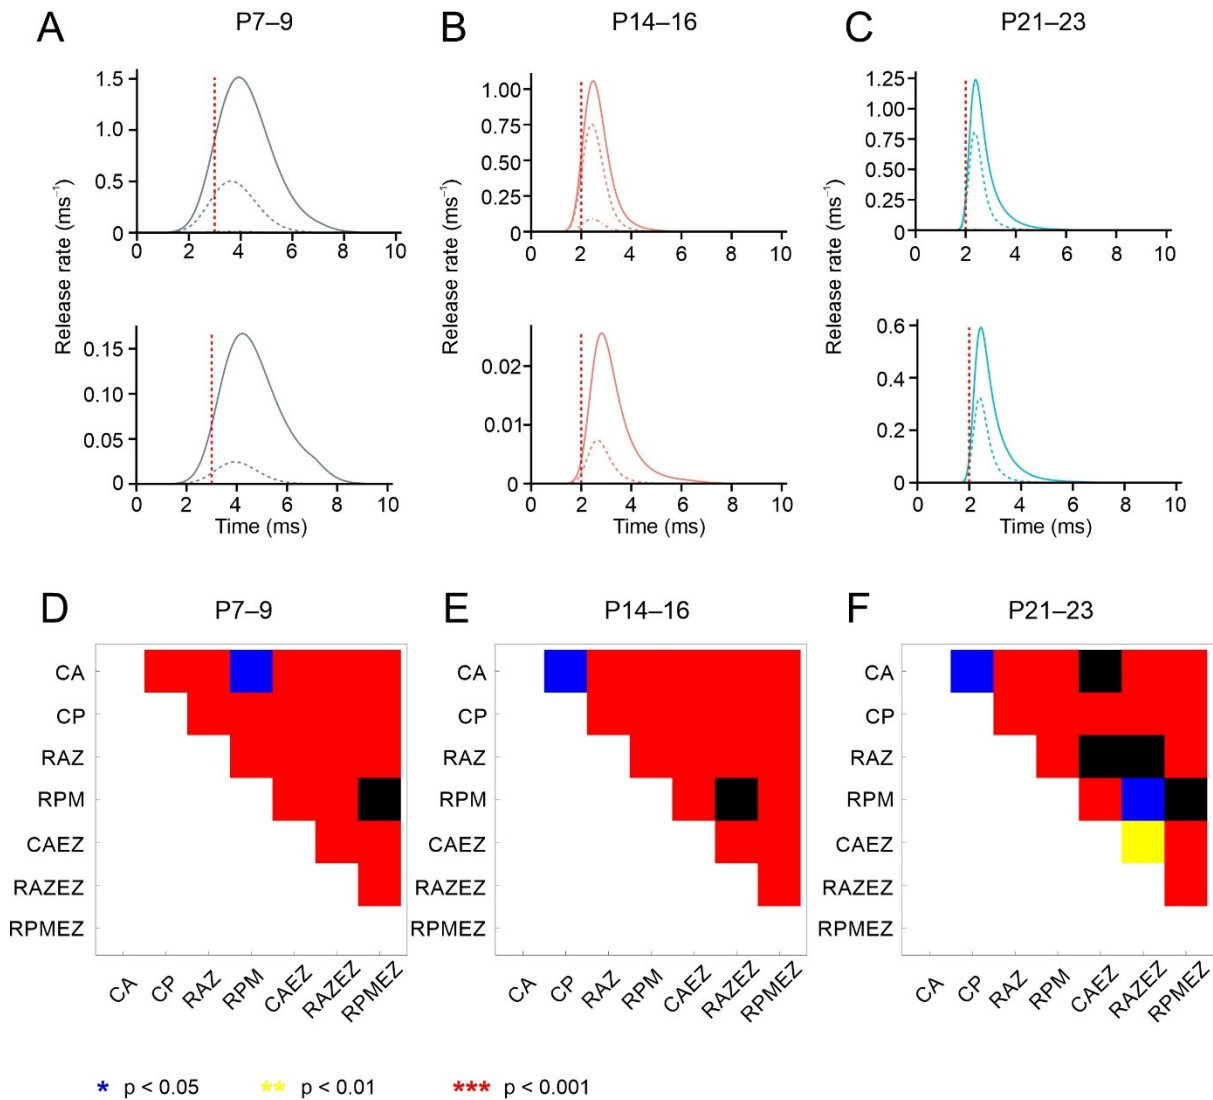 A P7–9
B P14–16
C P21–23
Release rate (ms⁻¹)
1.5
1.0
0.5
0
0 2 4 6 8 10
Release rate (ms⁻¹)
1.00
0.75
0.50
0.25
0
0 2 4 6 8 10
Release rate (ms⁻¹)
1.25
1.00
0.75
0.50
0.25
0
0 2 4 6 8 10
0.15
0.10
0.05
0
0 2 4 6 8 10
Time (ms)
0.02
0.01
0
0 2 4 6 8 10
Time (ms)
0.6
0.4
0.2
0
0 2 4 6 8 10
Time (ms)
D P7–9
CA
CP
RAZ
RPM
CAEZ
RAZEZ
RPMEZ
CA CP RAZ RPM CAEZ RAZEZ RPMEZ
E P14–16
CA
CP
RAZ
RPM
CAEZ
RAZEZ
RPMEZ
CA CP RAZ RPM CAEZ RAZEZ RPMEZ
F P21–23
CA
CP
RAZ
RPM
CAEZ
RAZEZ
RPMEZ
CA CP RAZ RPM CAEZ RAZEZ RPMEZ
* p < 0.05 ** p < 0.01 *** p < 0.001